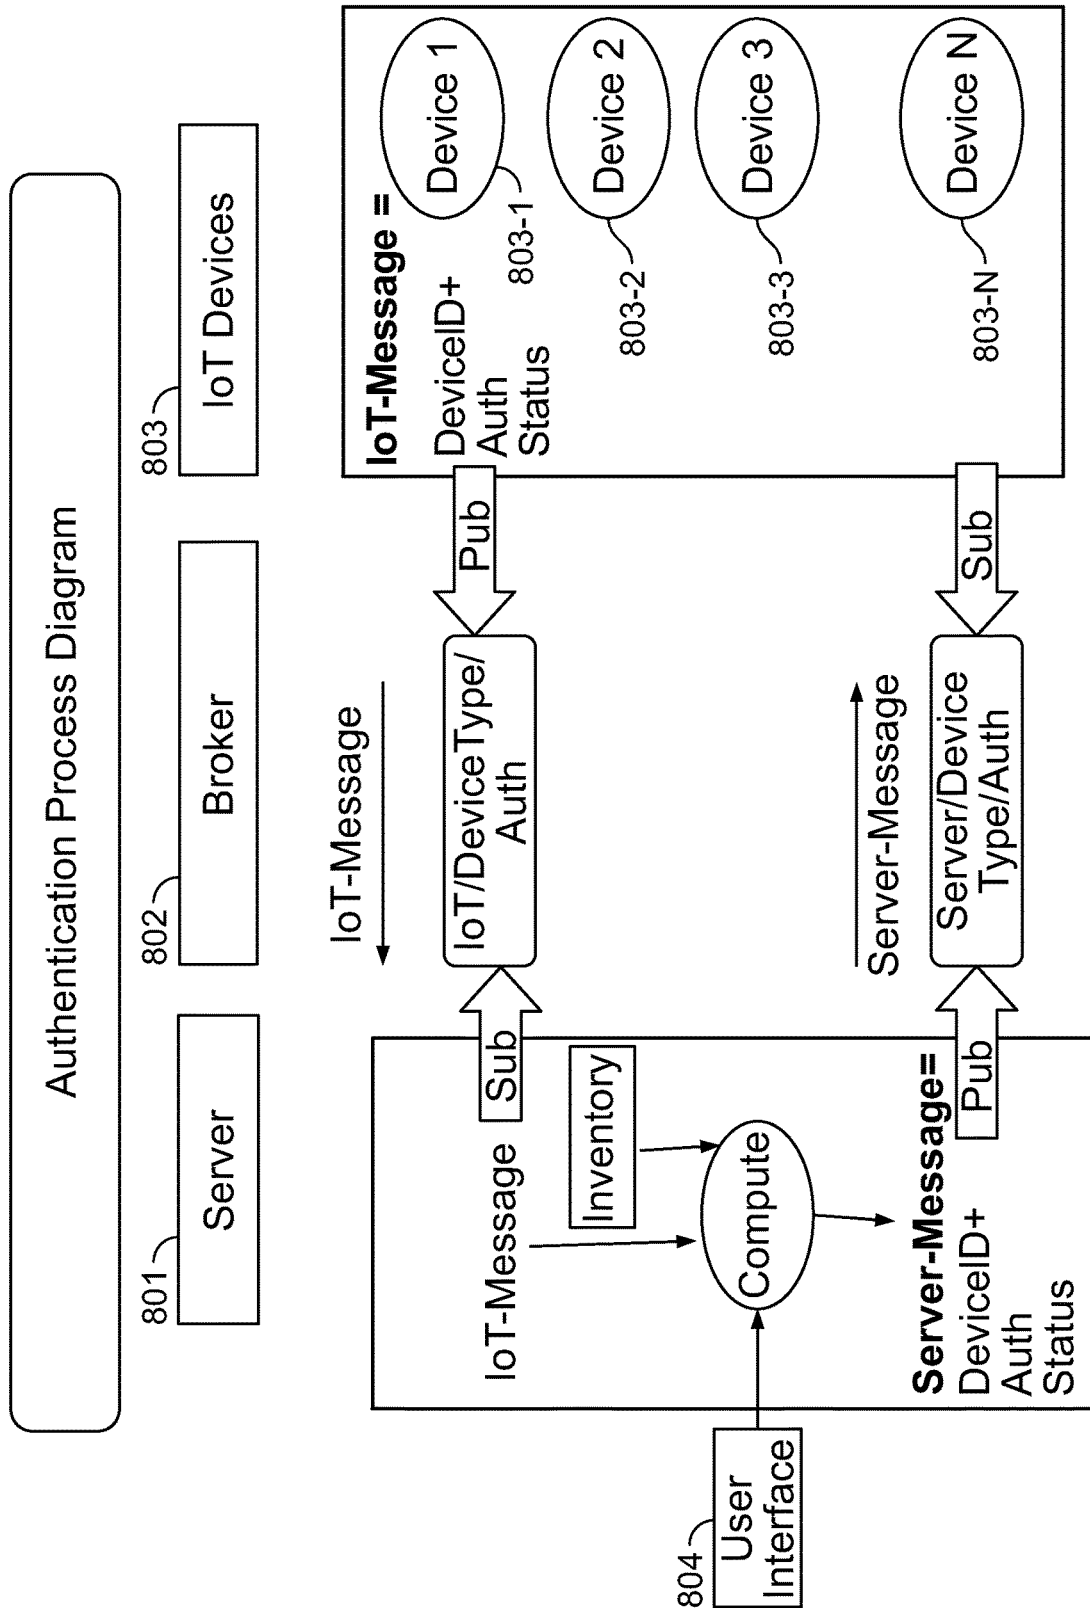 Authentication Process Diagram
801
Server
802
Broker
803
IoT Devices
IoT-Message
Sub
Inventory
Compute
Server-Message=
DeviceID+
Auth
Status
Pub
804
User
Interface
IoT-Message
IoT/DeviceType/
Auth
Server-Message
Server/Device
Type/Auth
IoT-Message =
DeviceID+
Auth
Status
Pub
Sub
Device 1
803-1
Device 2
803-2
Device 3
803-3
Device N
803-N